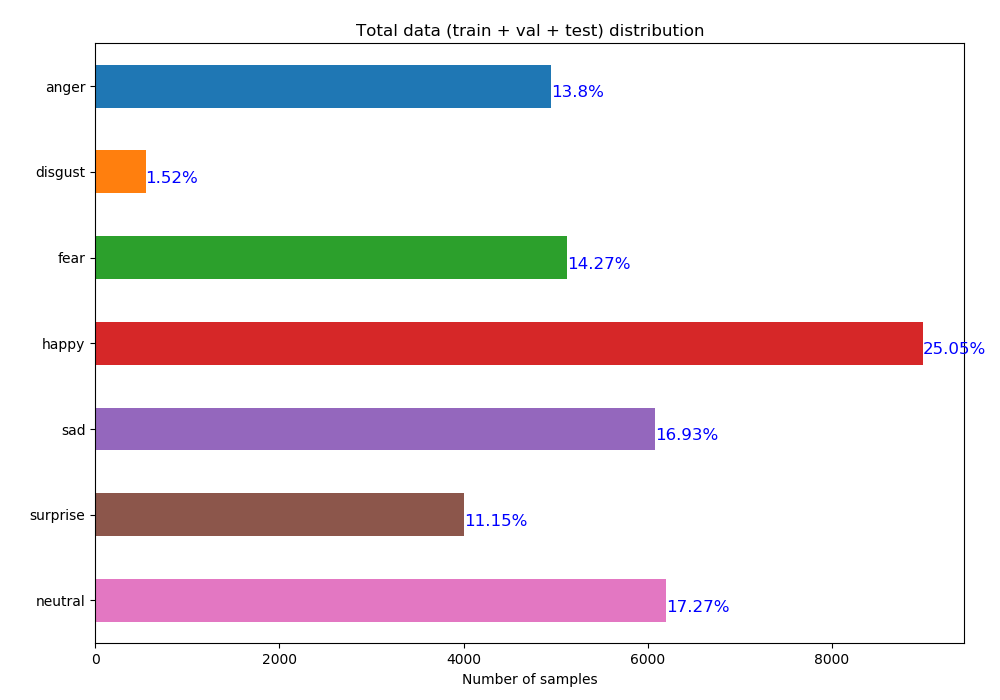 Total data (train + val + test) distribution
anger
13.8%
disgust
1.52%
fear
14.27%
happy
25.05%
sad
16.93%
surprise
11.15%
neutral
17.27%
0 2000 4000 6000 8000
Number of samples